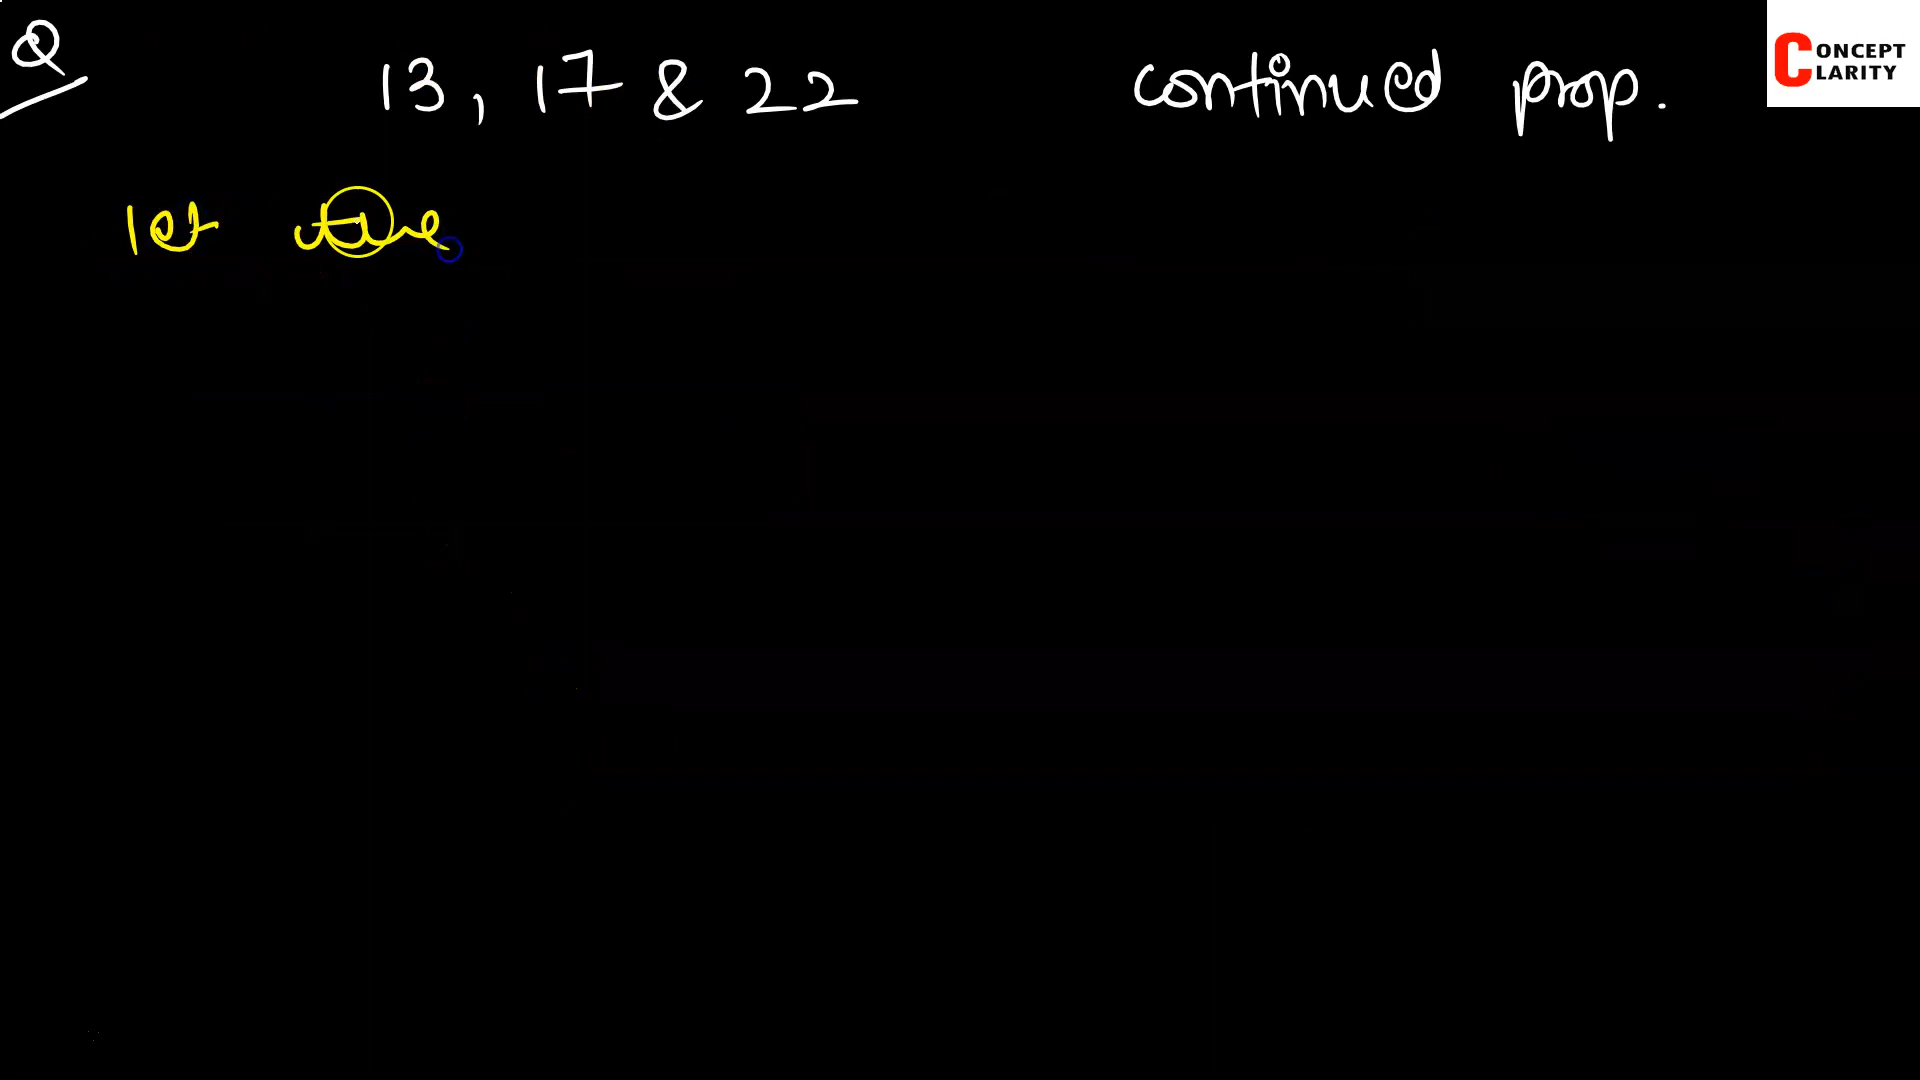 Q 13, 17 & 22 continued prop.
CONCEPT CLARITY
let the